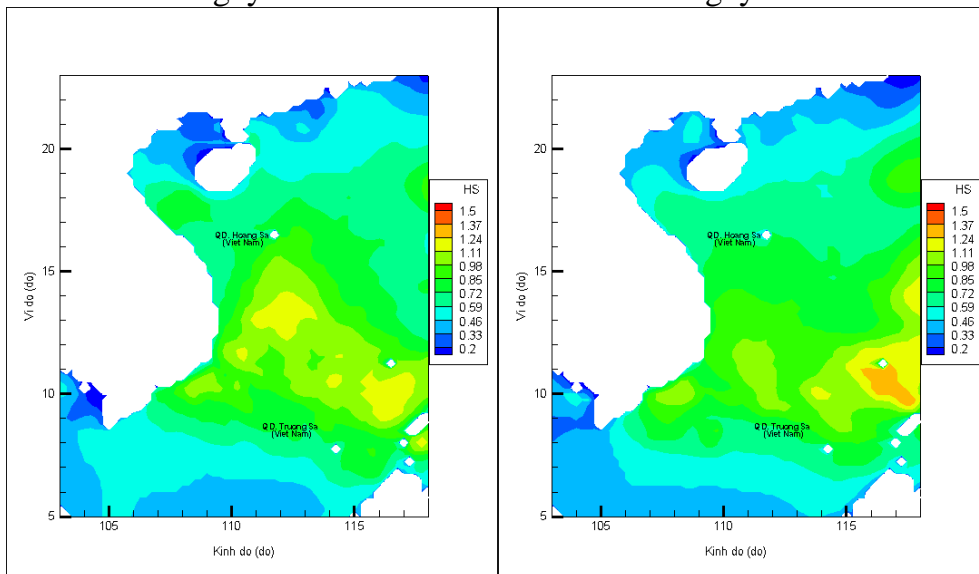 20
15
10
5
105
110
115
Vi do (do)
Kinh do (do)
QD. Hoang Sa
(Viet Nam)
QD. Truong Sa
(Viet Nam)
HS
1.5
1.37
1.24
1.11
0.98
0.85
0.72
0.59
0.46
0.33
0.2
20
15
10
5
105
110
115
Vi do (do)
Kinh do (do)
QD. Hoang Sa
(Viet Nam)
QD. Truong Sa
(Viet Nam)
HS
1.5
1.37
1.24
1.11
0.98
0.85
0.72
0.59
0.46
0.33
0.2